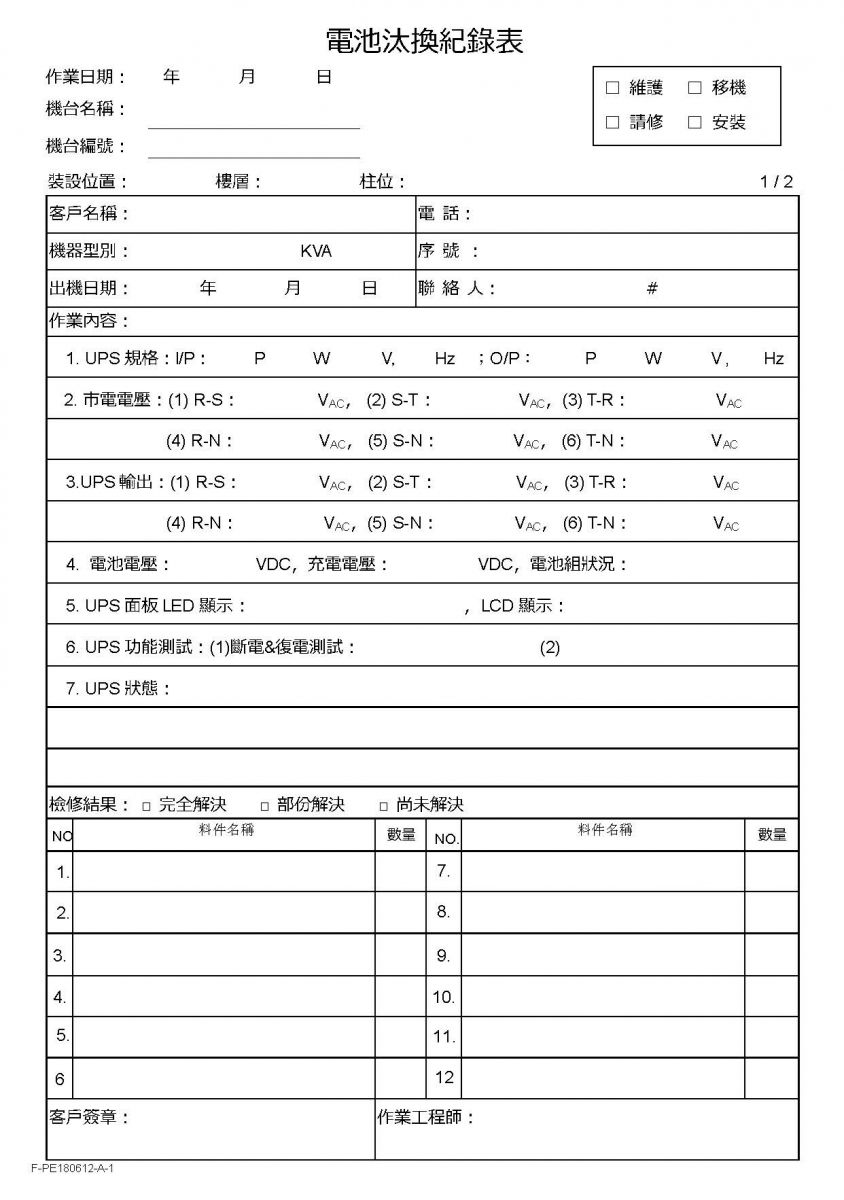 電池汰換紀錄表
作業日期： 年 月 日
□ 維護 □ 移機
機台名稱：
□ 請修 □ 安裝
機台編號：
裝設位置： 樓層： 柱位： 1 / 2
客戶名稱： 電 話：
機器型別： KVA 序 號 ：
出機日期： 年 月 日 聯 絡 人： #
作業內容：
1. UPS 規格：I/P： P W V, Hz ；O/P： P W V , Hz
2. 市電電壓：(1) R-S： VAC， (2) S-T： VAC，(3) T-R： VAC
(4) R-N： VAC， (5) S-N： VAC，(6) T-N： VAC
3.UPS 輸出：(1) R-S： VAC， (2) S-T： VAC，(3) T-R： VAC
(4) R-N： VAC，(5) S-N： VAC，(6) T-N： VAC
4. 電池電壓： VDC，充電電壓： VDC，電池組狀況：
5. UPS 面板 LED 顯示： ，LCD 顯示：
6. UPS 功能測試：(1)斷電&復電測試： (2)
7. UPS 狀態：
檢修結果： □ 完全解決 □ 部份解決 □ 尚未解決
NO 料件名稱 數量 NO. 料件名稱 數量
1. 7.
2. 8.
3. 9.
4. 10.
5. 11.
6 12
客戶簽章： 作業工程師：
F-PE180612-A-1